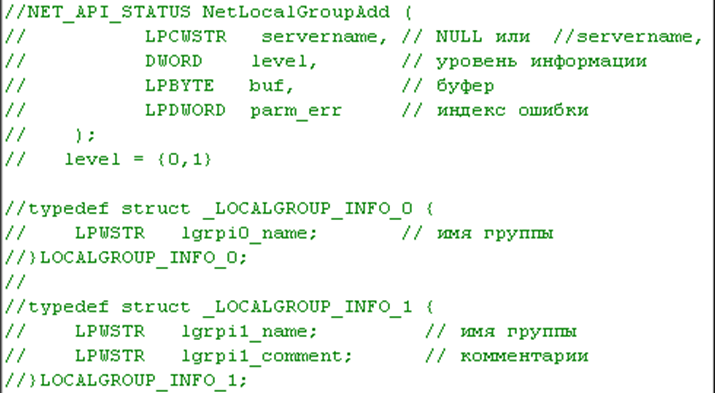 //NET_API_STATUS NetLocalGroupAdd (
//          LPCWSTR   servername, // NULL или  //servername,
//          DWORD    level,       // уровень информации
//          LPBYTE   buf,         // буфер
//          LPDWORD  parm_err     // индекс ошибки
//    );
//   level = {0,1}
//typedef struct _LOCALGROUP_INFO_0 {
//    LPWSTR   lgrpi0_name;       // имя группы
//}LOCALGROUP_INFO_0;
//
//typedef struct _LOCALGROUP_INFO_1 {
//    LPWSTR   lgrpi1_name;         // имя группы
//    LPWSTR   lgrpi1_comment;      // комментарии
//}LOCALGROUP_INFO_1;